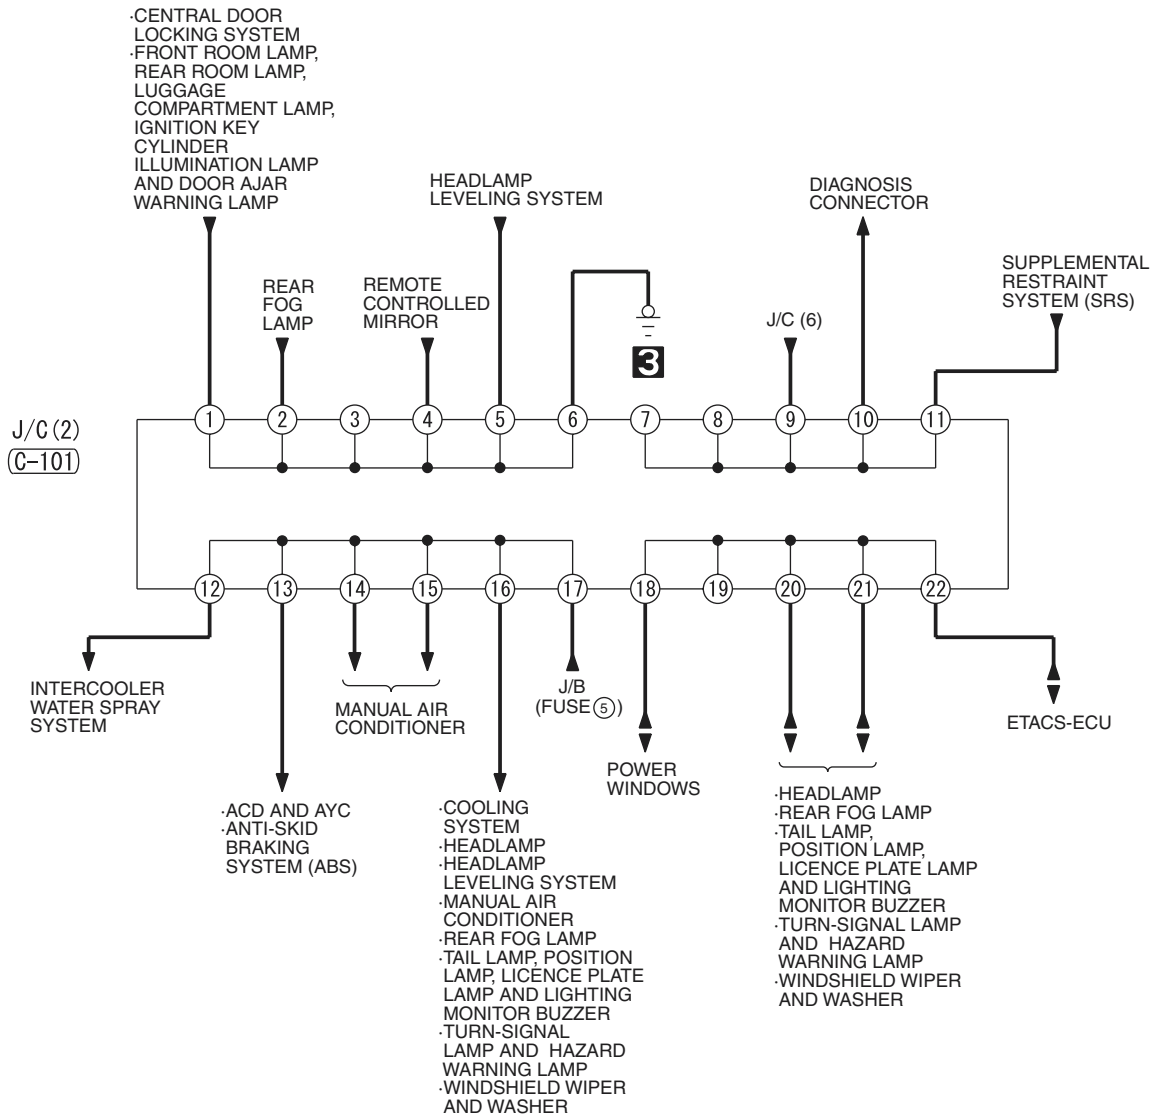 ·CENTRAL DOOR
LOCKING SYSTEM
·FRONT ROOM LAMP,
REAR ROOM LAMP,
LUGGAGE
COMPARTMENT LAMP,
IGNITION KEY
CYLINDER
ILLUMINATION LAMP
AND DOOR AJAR
WARNING LAMP
HEADLAMP
LEVELING SYSTEM
DIAGNOSIS
CONNECTOR
SUPPLEMENTAL
RESTRAINT
SYSTEM (SRS)
REAR
FOG
LAMP
REMOTE
CONTROLLED
MIRROR
J/C (6)
3
J/C (2)
C-101
1 2 3 4 5 6 7 8 9 10 11
12 13 14 15 16 17 18 19 20 21 22
INTERCOOLER
WATER SPRAY
SYSTEM
MANUAL AIR
CONDITIONER
J/B
(FUSE 5)
POWER
WINDOWS
ETACS-ECU
·ACD AND AYC
·ANTI-SKID
BRAKING
SYSTEM (ABS)
·COOLING
SYSTEM
·HEADLAMP
·HEADLAMP
LEVELING SYSTEM
·MANUAL AIR
CONDITIONER
·REAR FOG LAMP
·TAIL LAMP, POSITION
LAMP, LICENCE PLATE
LAMP AND LIGHTING
MONITOR BUZZER
·TURN-SIGNAL
LAMP AND HAZARD
WARNING LAMP
·WINDSHIELD WIPER
AND WASHER
·HEADLAMP
·REAR FOG LAMP
·TAIL LAMP,
POSITION LAMP,
LICENCE PLATE LAMP
AND LIGHTING
MONITOR BUZZER
·TURN-SIGNAL LAMP
AND HAZARD
WARNING LAMP
·WINDSHIELD WIPER
AND WASHER